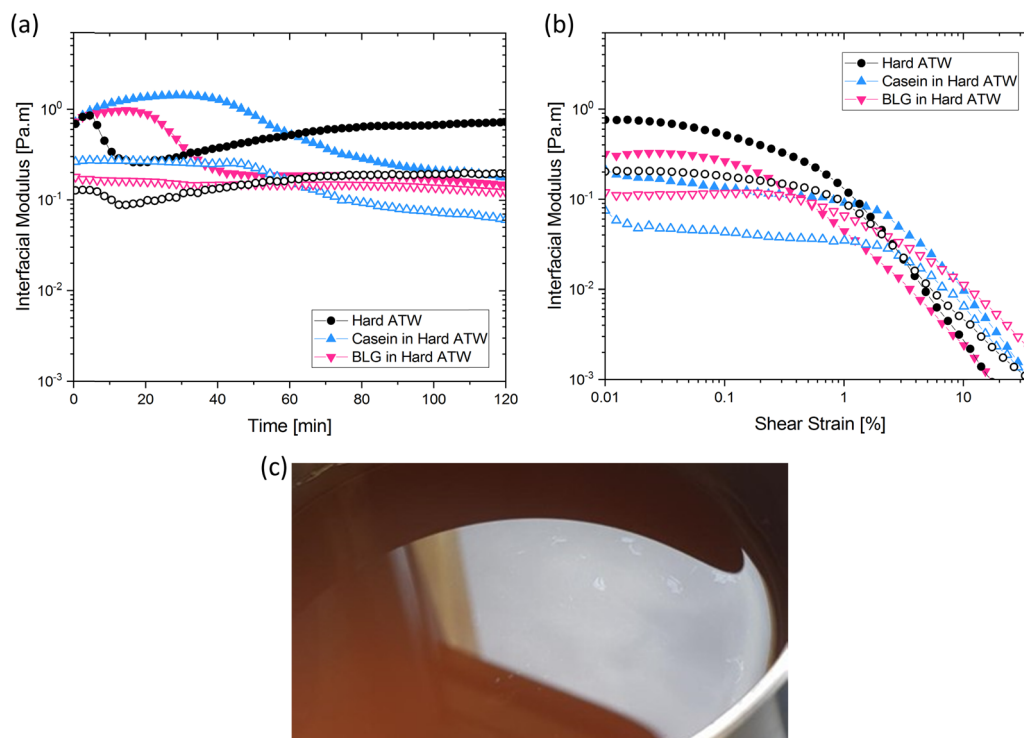 (a)
Interfacial Modulus [Pa.m]
10⁰
10⁻¹
10⁻²
10⁻³
0 20 40 60 80 100 120
Time [min]
Hard ATW
Casein in Hard ATW
BLG in Hard ATW
(b)
Interfacial Modulus [Pa.m]
10⁰
10⁻¹
10⁻²
10⁻³
0.01 0.1 1 10
Shear Strain [%]
Hard ATW
Casein in Hard ATW
BLG in Hard ATW
(c)